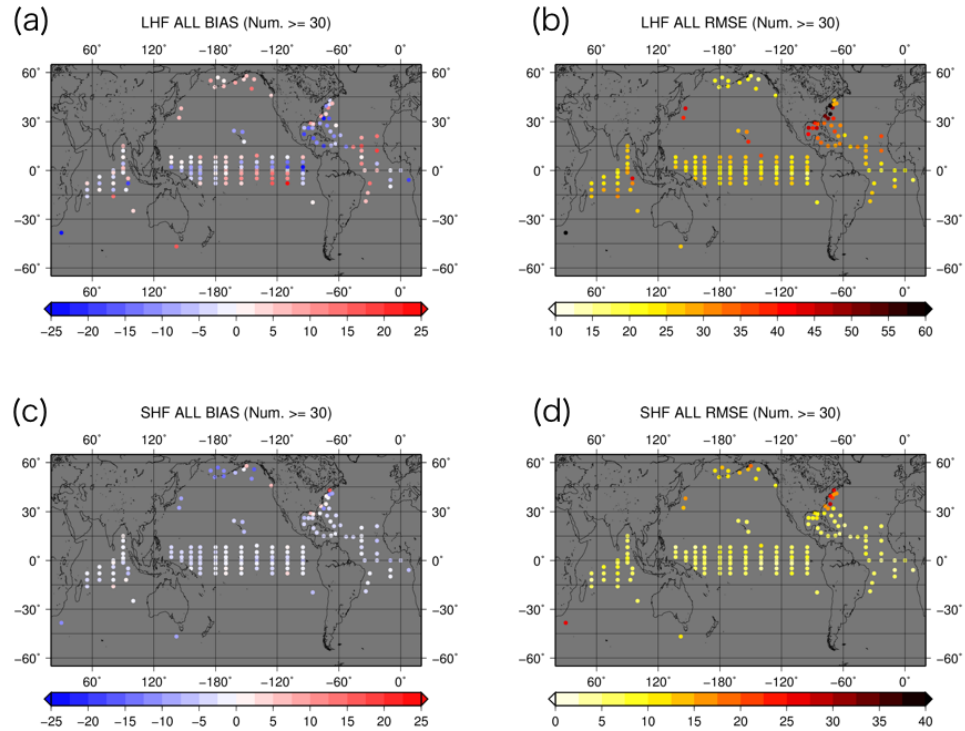 (a)
LHF ALL BIAS (Num. >= 30)
60° 120° 180° −120° −60° 0°
60° 60°
30° 30°
0° 0°
−30° −30°
−60° −60°
60° 120° 180° −120° −60° 0°
−25 −20 −15 −10 −5 0 5 10 15 20 25
(b)
LHF ALL RMSE (Num. >= 30)
60° 120° 180° −120° −60° 0°
60° 60°
30° 30°
0° 0°
−30° −30°
−60° −60°
60° 120° 180° −120° −60° 0°
10 15 20 25 30 35 40 45 50 55 60
(c)
SHF ALL BIAS (Num. >= 30)
60° 120° 180° −120° −60° 0°
60° 60°
30° 30°
0° 0°
−30° −30°
−60° −60°
60° 120° 180° −120° −60° 0°
−25 −20 −15 −10 −5 0 5 10 15 20 25
(d)
SHF ALL RMSE (Num. >= 30)
60° 120° 180° −120° −60° 0°
60° 60°
30° 30°
0° 0°
−30° −30°
−60° −60°
60° 120° 180° −120° −60° 0°
0 5 10 15 20 25 30 35 40